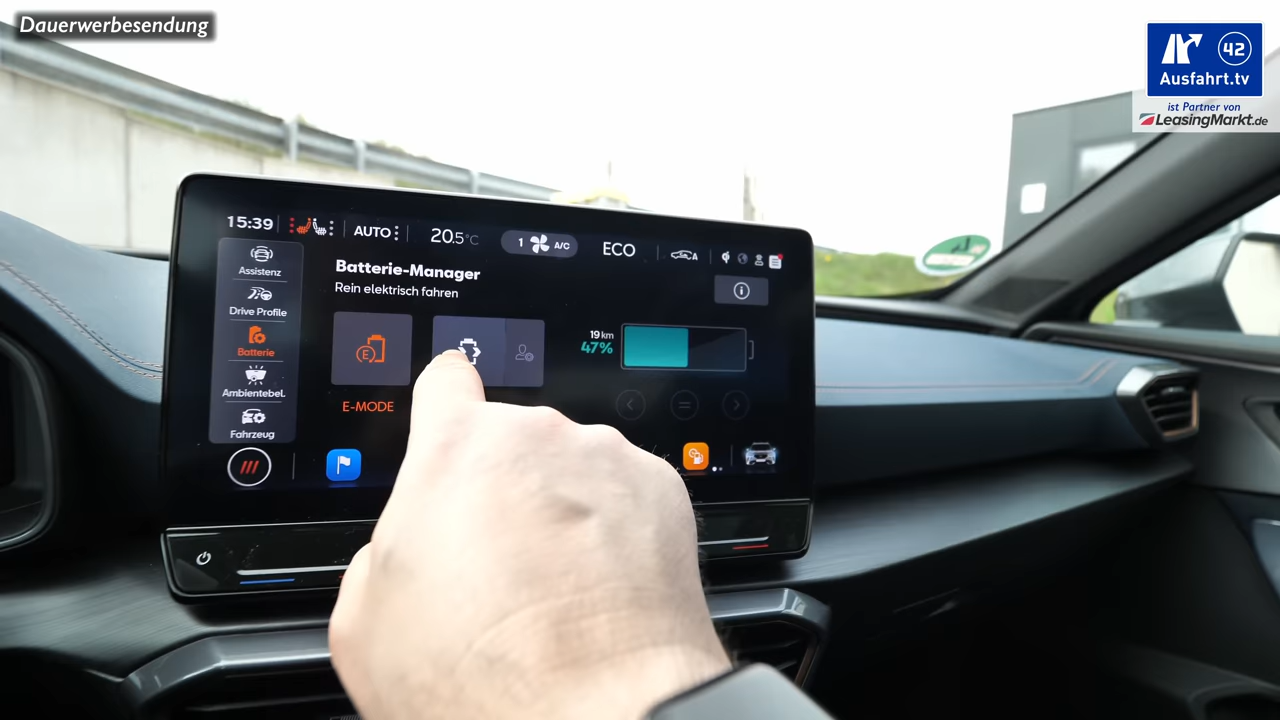 Dauerwerbesendung
42
Ausfahrt.tv
ist Partner von
LeasingMarkt.de
15:39 AUTO 20.5°C 1 A/C ECO A
Assistenz
Drive Profile
Batterie
Ambientebel.
Fahrzeug
Batterie-Manager
Rein elektrisch fahren
E
E-MODE
19 km
47%